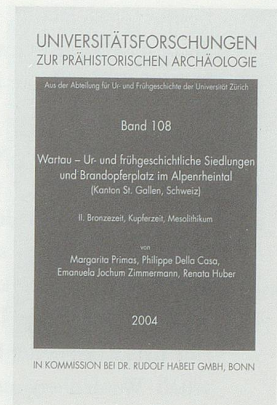 UNIVERSITÄTSFORSCHUNGEN
ZUR PRÄHISTORISCHEN ARCHÄOLOGIE
Aus der Abteilung für Ur- und Frühgeschichte der Universität Zürich
Band 108
Wartau – Ur- und frühgeschichtliche Siedlungen
und Brandopferplatz im Alpenrheintal
(Kanton St. Gallen, Schweiz)
II. Bronzezeit, Kupferzeit, Mesolithikum
von
Margarita Primas, Philippe Della Casa,
Emanuela Jochum Zimmermann, Renata Huber
2004
IN KOMMISSION BEI DR. RUDOLF HABELT GMBH, BONN